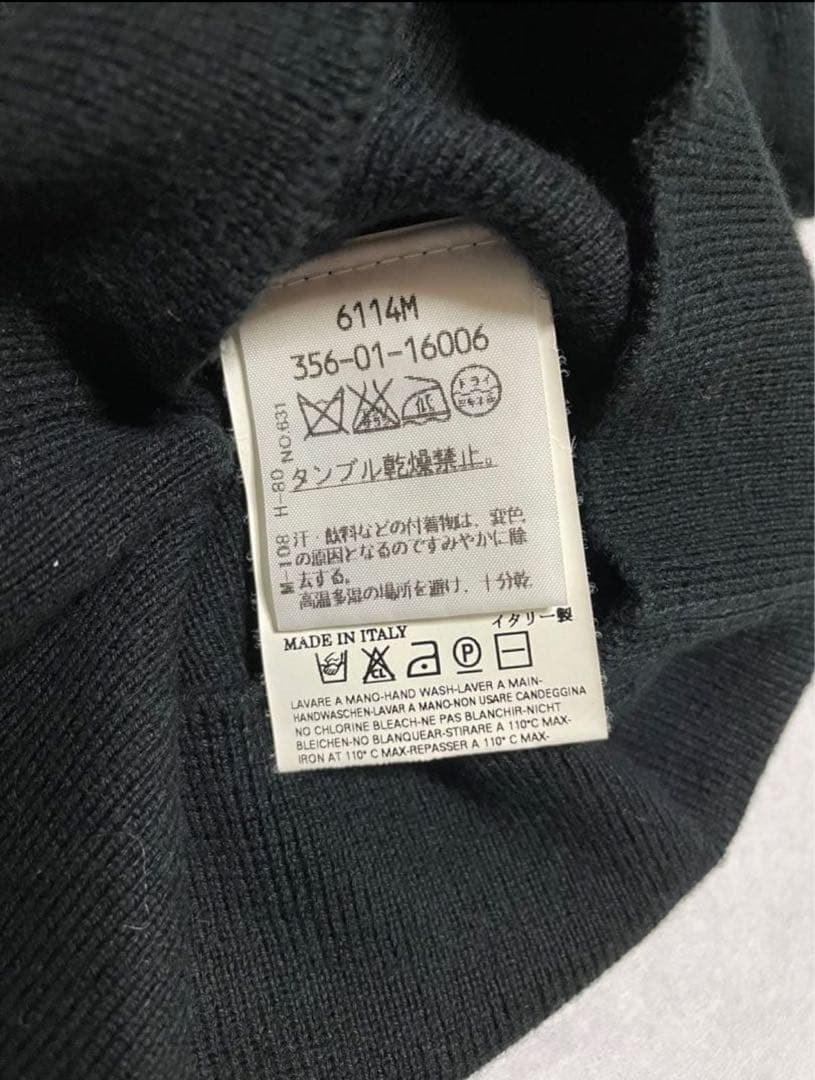 6114M
356-01-16006
ドライ
石油系
タンブル乾燥禁止。
M-108 H-80 NO.631
汗・飲料などの付着物は、変色
の原因となるのですみやかに除
去する。
高温多湿の場所を避け、十分乾
イタリー製
MADE IN ITALY
CL
P
LAVARE A MANO-HAND WASH-LAVER A MAIN-
HANDWASCHEN-LAVAR A MANO-NON USARE CANDEGGINA
NO CHLORINE BLEACH-NE PAS BLANCHIR-NICHT
BLEICHEN-NO BLANQUEAR-STIRARE A 110°C MAX-
IRON AT 110° C MAX-REPASSER A 110° C MAX-